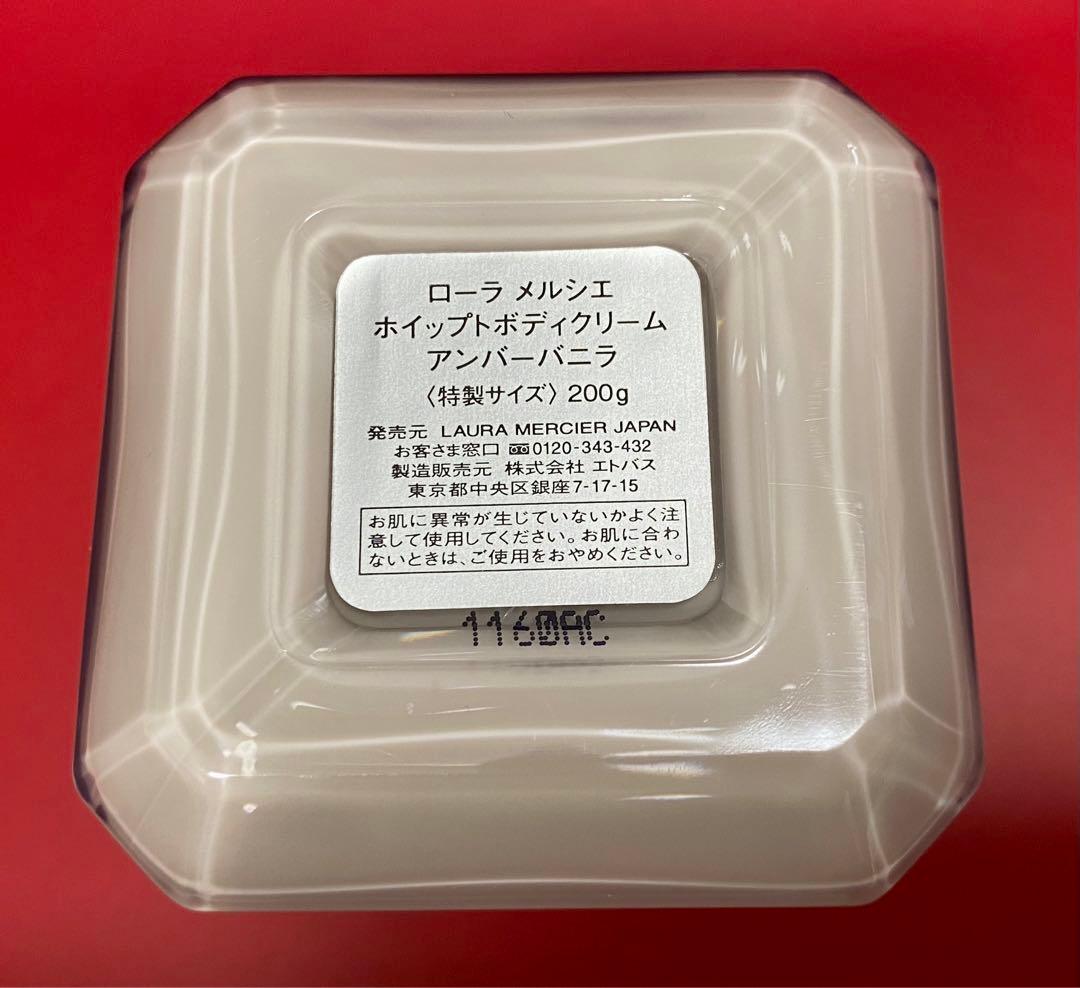 ローラ メルシエ
ホイップトボディクリーム
アンバーバニラ
〈特製サイズ〉200g
発売元 LAURA MERCIER JAPAN
お客さま窓口 0120-343-432
製造販売元 株式会社 エトバス
東京都中央区銀座7-17-15
お肌に異常が生じていないかよく注
意して使用してください。お肌に合わ
ないときは、ご使用をおやめください。
1160AC